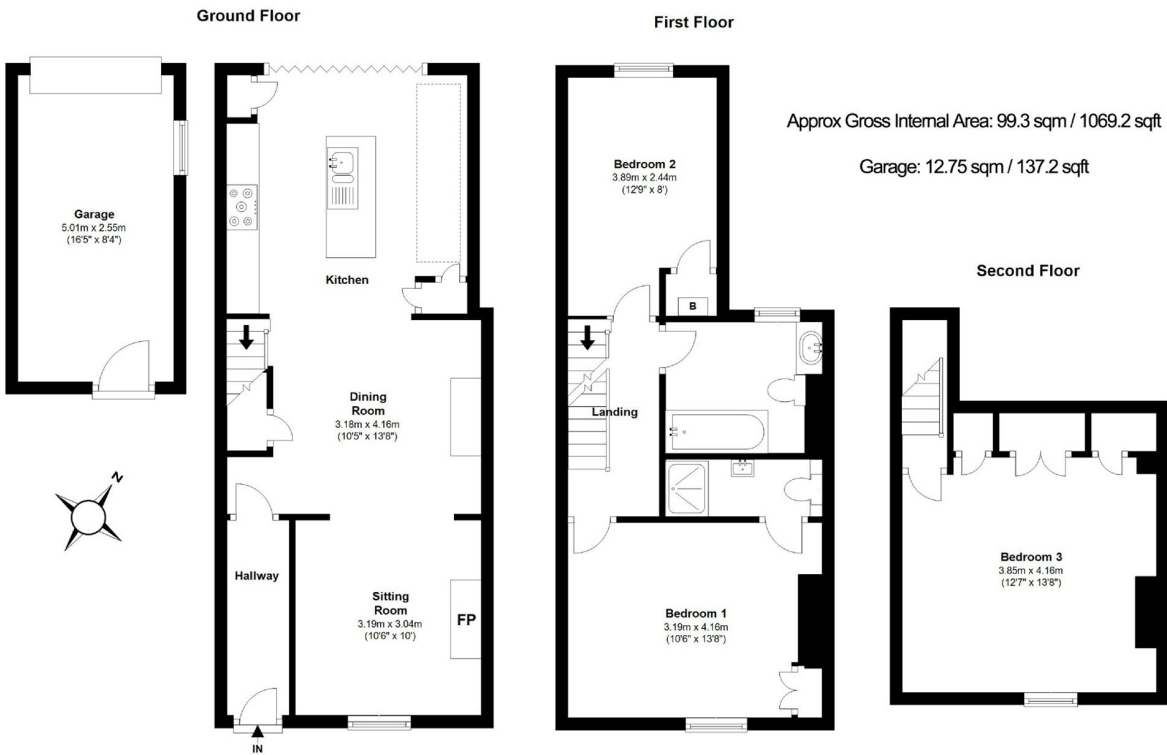 Ground Floor
Garage
5.01m x 2.55m
(16'5" x 8'4")
N
Kitchen
Dining
Room
3.18m x 4.16m
(10'5" x 13'8")
Hallway
Sitting
Room
3.19m x 3.04m
(10'6" x 10')
FP
IN
First Floor
Bedroom 2
3.89m x 2.44m
(12'9" x 8')
B
Landing
Bedroom 1
3.19m x 4.16m
(10'6" x 13'8")
Approx Gross Internal Area: 99.3 sqm / 1069.2 sqft
Garage: 12.75 sqm / 137.2 sqft
Second Floor
Bedroom 3
3.85m x 4.16m
(12'7" x 13'8")